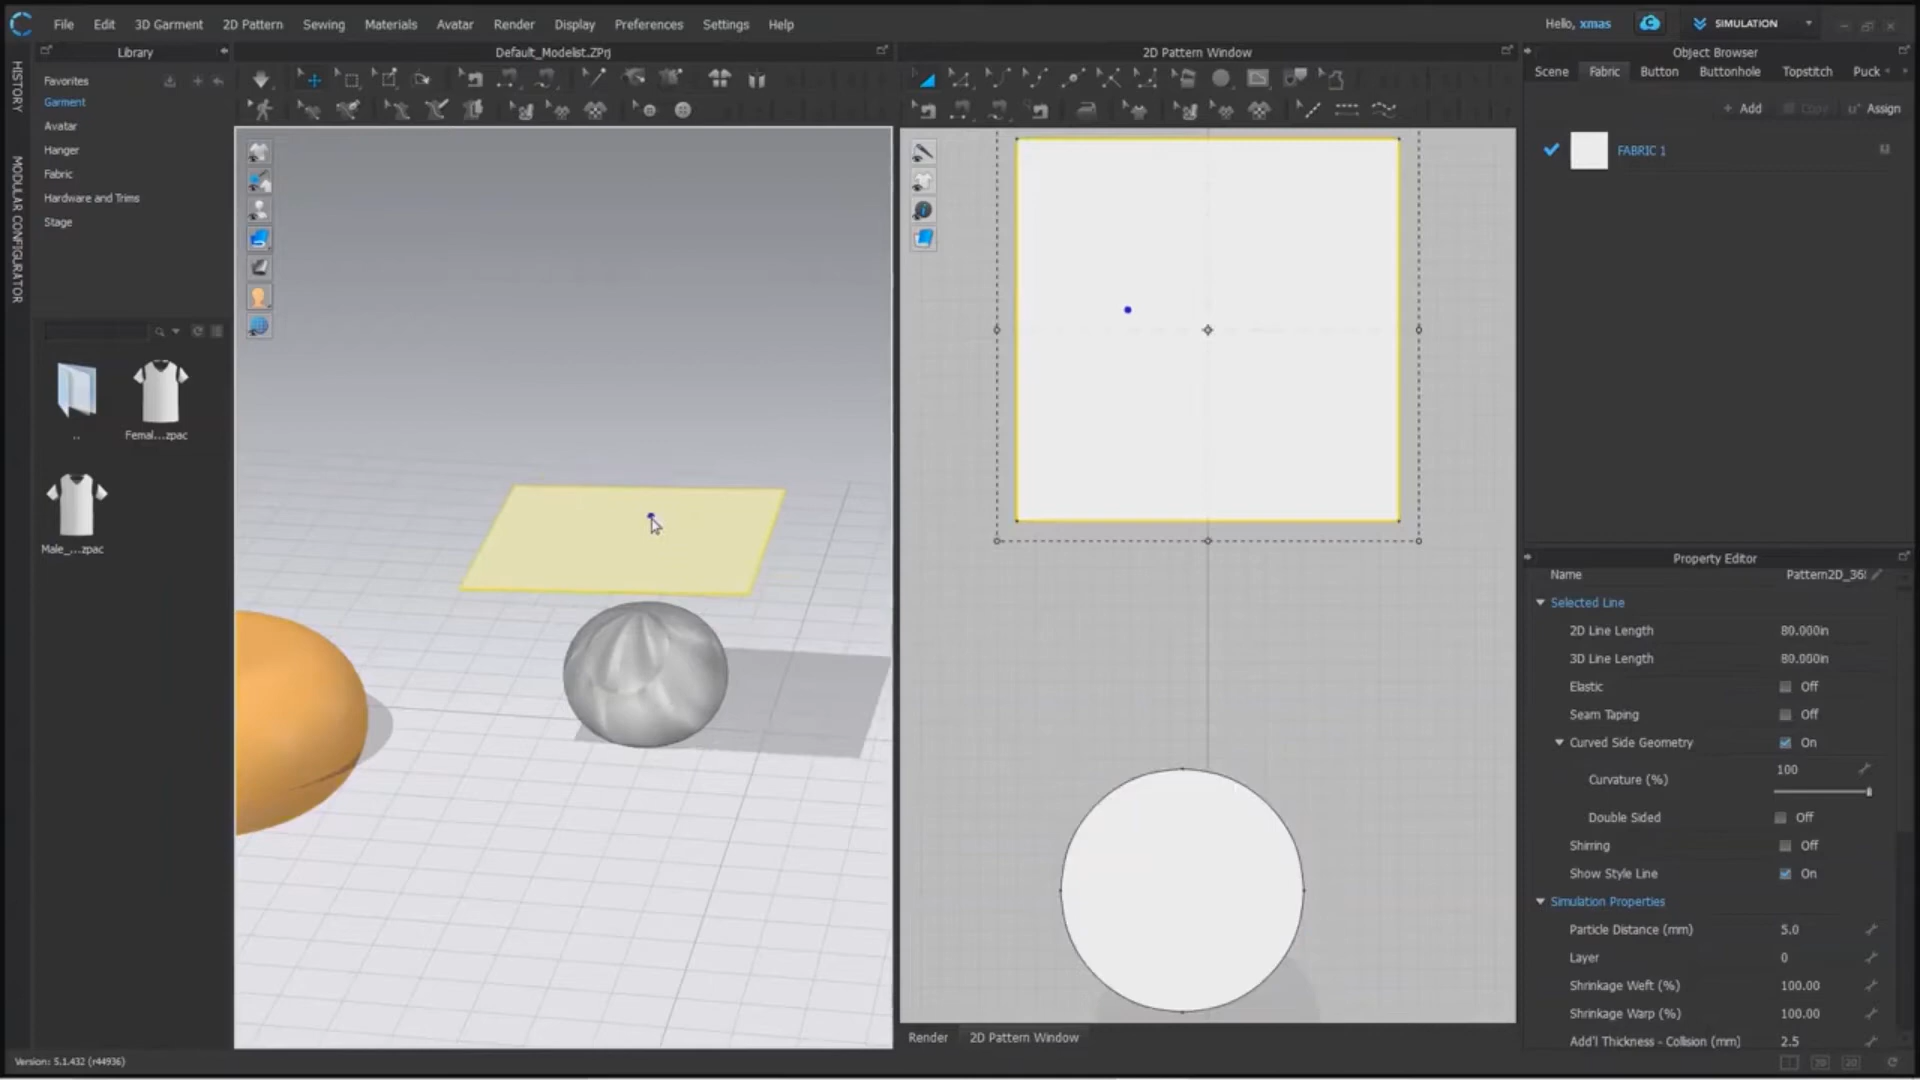 File Edit 3D Garment 2D Pattern Sewing Materials Avatar Render Display Preferences Settings Help
Hello, xmas
SIMULATION
Library
Default_Modelist.ZPrj
2D Pattern Window
Object Browser
HISTORY
MODULAR CONFIGURATOR
Favorites
Garment
Avatar
Hanger
Fabric
Hardware and Trims
Stage
..
Femal...zpac
Male_...zpac
Scene Fabric Button Buttonhole Topstitch Puck
+ Add Copy Assign
FABRIC 1
Property Editor
Name Pattern2D_36
Selected Line
2D Line Length 80.000in
3D Line Length 80.000in
Elastic Off
Seam Taping Off
Curved Side Geometry On
Curvature (%) 100
Double Sided Off
Shirring Off
Show Style Line On
Simulation Properties
Particle Distance (mm) 5.0
Layer 0
Shrinkage Weft (%) 100.00
Shrinkage Warp (%) 100.00
Add'l Thickness - Collision (mm) 2.5
Render 2D Pattern Window
Version: 5.1.432 (r44936)